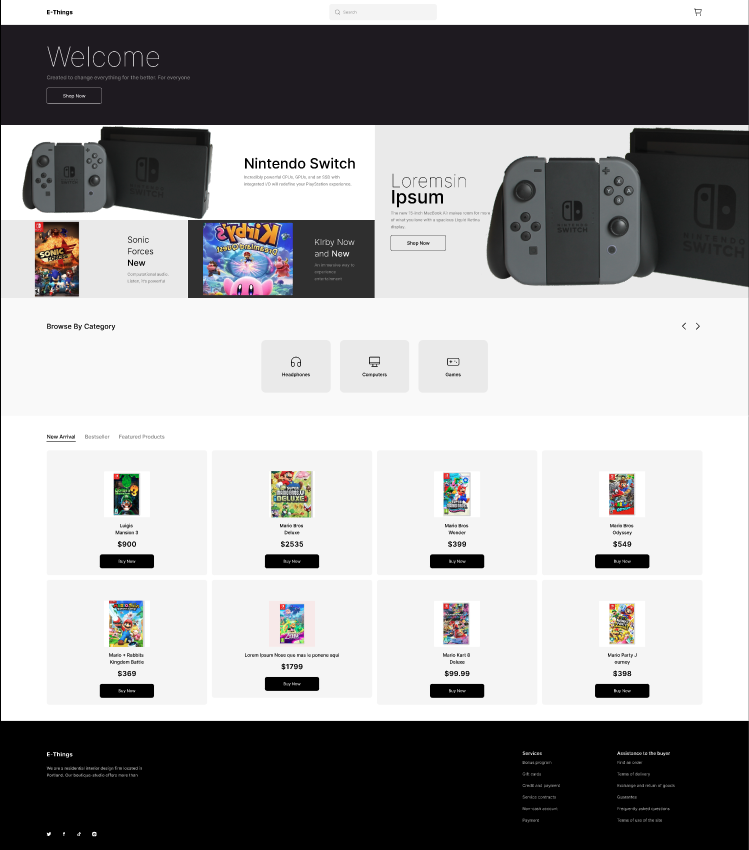 E-Things
Search
Welcome
Created to change everything for the better. For everyone
Shop Now
Nintendo Switch
Incredibly powerful CPUs, GPUs, and an SSD with
integrated I/O will redefine your PlayStation experience.
Loremsin
Ipsum
The new 15-inch MacBook Air makes room for more
of what you love with a spacious Liquid Retina
display.
Shop Now
Sonic
Forces
New
Computational audio.
Listen, it's powerful
Kirby Now
and New
An immersive way to
experience
entertainment
NINTENDO
SWITCH
Browse By Category
Headphones
Computers
Games
New Arrival
Bestseller
Featured Products
Luigis
Mansion 3
$900
Buy Now
Mario Bros
Deluxe
$2535
Buy Now
Mario Bros
Wonder
$399
Buy Now
Mario Bros
Odyssey
$549
Buy Now
Mario + Rabbits
Kingdom Battle
$369
Buy Now
Lorem Ipsum Noes que mas le ponene aqui
$1799
Buy Now
Mario Kart 8
Deluxe
$99.99
Buy Now
Mario Party J
ourney
$398
Buy Now
E-Things
We are a residential interior design firm located in
Portland. Our boutique-studio offers more than
Services
Bonus program
Gift cards
Credit and payment
Service contracts
Non-cash account
Payment
Assistance to the buyer
Find an order
Terms of delivery
Exchange and return of goods
Guarantee
Frequently asked questions
Terms of use of the site